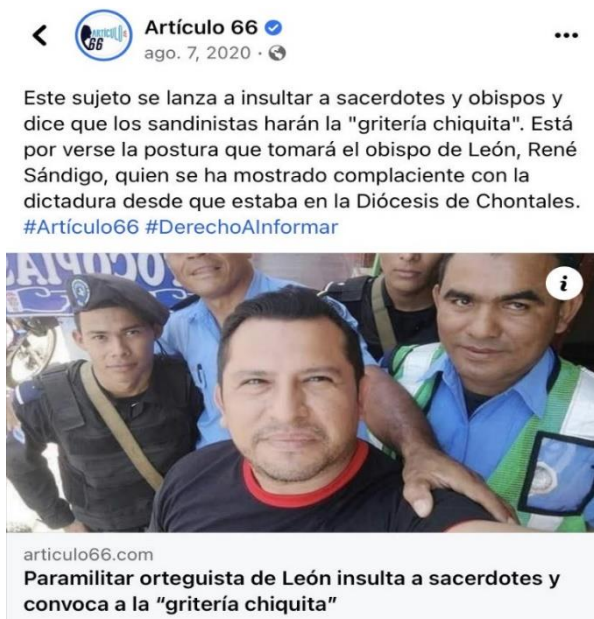 Artículo 66
ago. 7, 2020 ·
Este sujeto se lanza a insultar a sacerdotes y obispos y
dice que los sandinistas harán la "gritería chiquita". Está
por verse la postura que tomará el obispo de León, René
Sándigo, quien se ha mostrado complaciente con la
dictadura desde que estaba en la Diócesis de Chontales.
#Artículo66 #DerechoAInformar
articulo66.com
Paramilitar orteguista de León insulta a sacerdotes y
convoca a la “gritería chiquita”